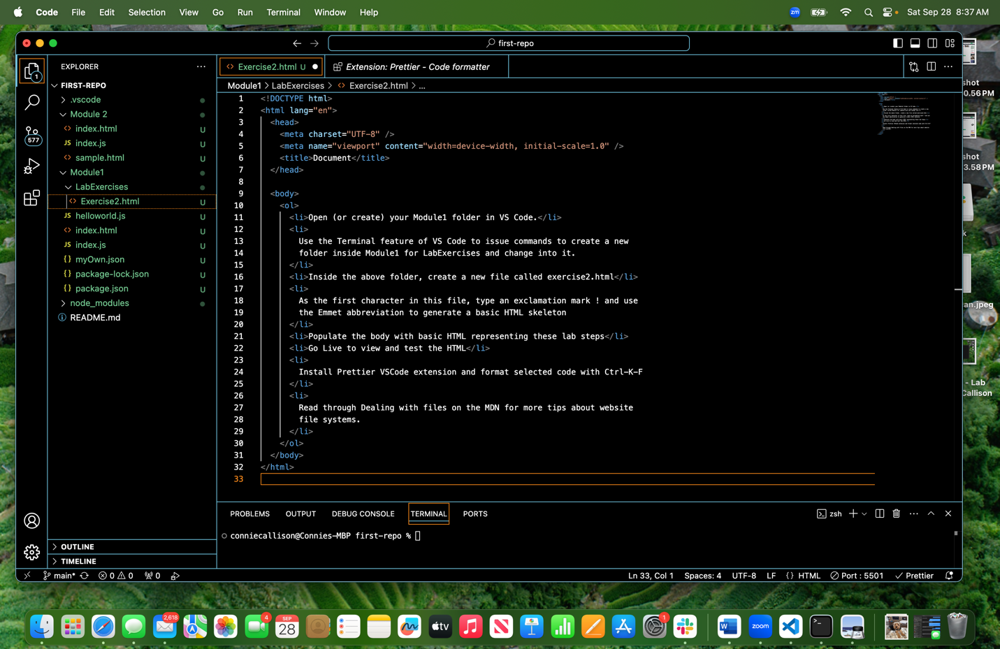 Code File Edit Selection View Go Run Terminal Window Help
zm
Sat Sep 28 8:37 AM
first-repo
1
577
EXPLORER
FIRST-REPO
.vscode
Module 2
<> index.html U
JS index.js U
<> sample.html U
Module1
LabExercises
<> Exercise2.html U
JS helloworld.js U
<> index.html U
JS index.js U
{} myOwn.json U
{} package-lock.json U
{} package.json U
node_modules
README.md
OUTLINE
TIMELINE
<> Exercise2.html U
Extension: Prettier - Code formatter
Module1 > LabExercises > <> Exercise2.html > ...
1 <!DOCTYPE html>
2 <html lang="en">
3 <head>
4 <meta charset="UTF-8" />
5 <meta name="viewport" content="width=device-width, initial-scale=1.0" />
6 <title>Document</title>
7 </head>
8
9 <body>
10 <ol>
11 <li>Open (or create) your Module1 folder in VS Code.</li>
12 <li>
13 Use the Terminal feature of VS Code to issue commands to create a new
14 folder inside Module1 for LabExercises and change into it.
15 </li>
16 <li>Inside the above folder, create a new file called exercise2.html</li>
17 <li>
18 As the first character in this file, type an exclamation mark ! and use
19 the Emmet abbreviation to generate a basic HTML skeleton
20 </li>
21 <li>Populate the body with basic HTML representing these lab steps</li>
22 <li>Go Live to view and test the HTML</li>
23 <li>
24 Install Prettier VSCode extension and format selected code with Ctrl-K-F
25 </li>
26 <li>
27 Read through Dealing with files on the MDN for more tips about website
28 file systems.
29 </li>
30 </ol>
31 </body>
32 </html>
33
PROBLEMS OUTPUT DEBUG CONSOLE TERMINAL PORTS
zsh
conniecallison@Connies-MBP first-repo %
main* 0 0 0
Ln 33, Col 1 Spaces: 4 UTF-8 LF {} HTML Port : 5501 Prettier
shot
0.56 PM
shot
3.58 PM
k
an.jpeg
- Lab
Callison
2,618
4
SEP
28
tv
1
W
zoom
>_